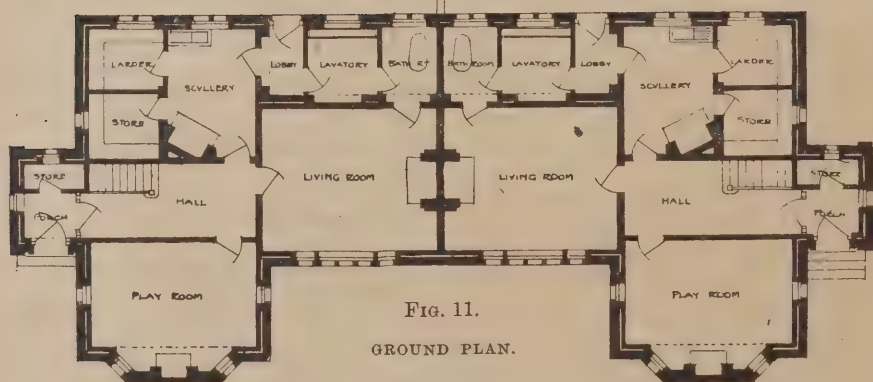 LARDER
SCULLERY
LOBBY
LAVATORY
BATH RM
BATH ROOM
LAVATORY
LOBBY
SCULLERY
LARDER
STORE
STORE
STORE
PORCH
HALL
LIVING ROOM
LIVING ROOM
HALL
STORE
PORCH
PLAY ROOM
PLAY ROOM
FIG. 11.
GROUND PLAN.